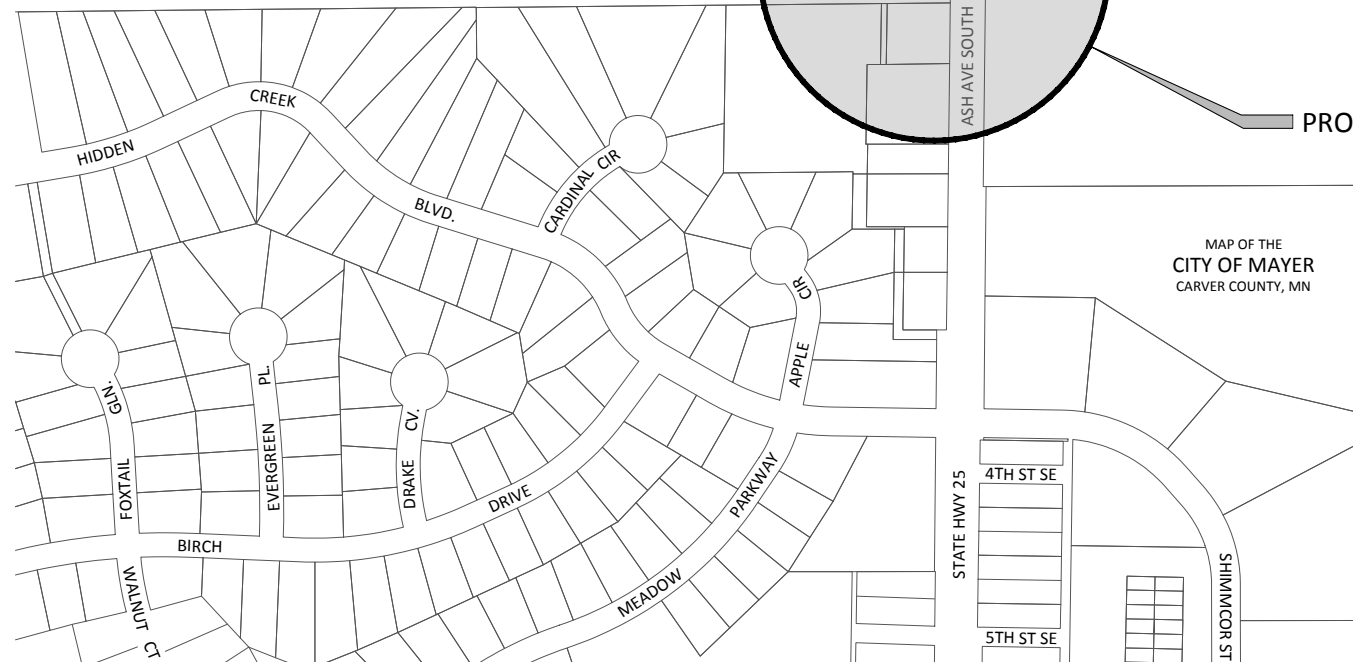 ASH AVE SOUTH
PRO
CREEK
HIDDEN
CARDINAL CIR
BLVD.
MAP OF THE
CITY OF MAYER
CARVER COUNTY, MN
CIR
APPLE
GLN.
PL.
CV.
FOXTAIL
EVERGREEN
DRAKE
DRIVE
PARKWAY
STATE HWY 25
4TH ST SE
BIRCH
WALNUT CT
MEADOW
SHIMMCOR ST
5TH ST SE